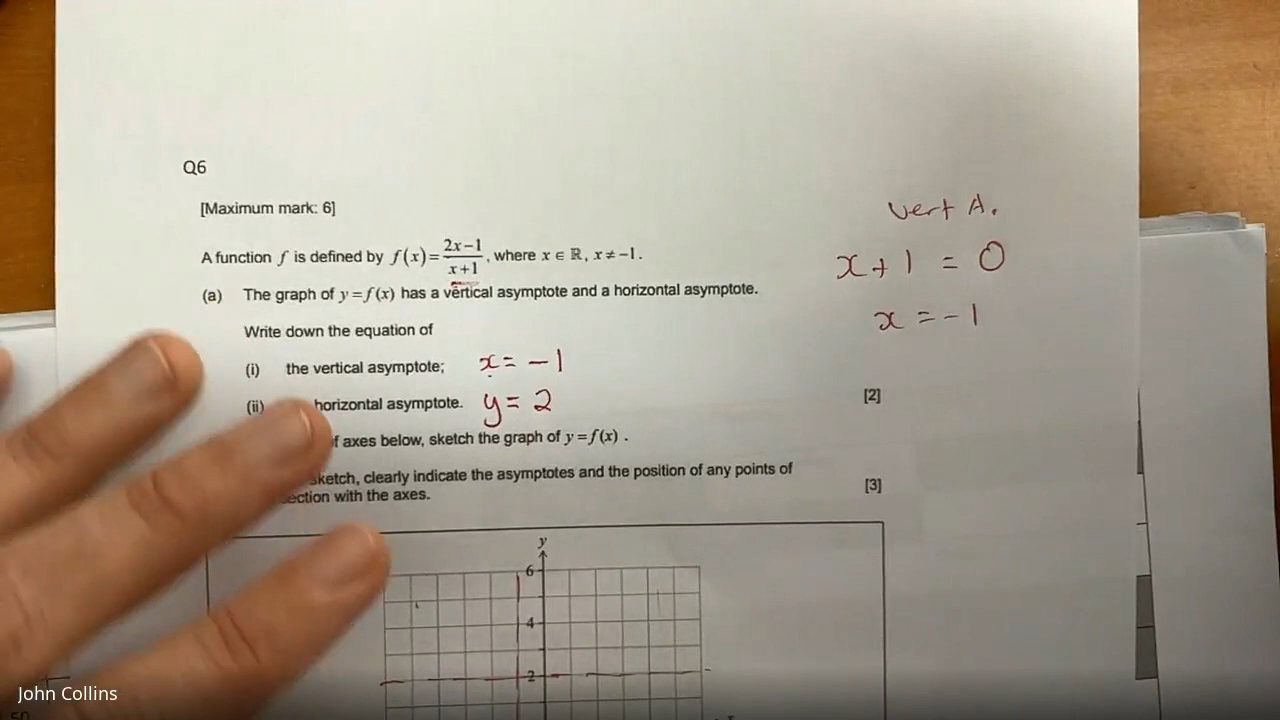 Q6
[Maximum mark: 6]
A function f is defined by f(x)=(2x−1)/(x+1), where x ∈ ℝ, x ≠ −1.
(a) The graph of y=f(x) has a vertical asymptote and a horizontal asymptote.
Write down the equation of
(i) the vertical asymptote; x = −1
(ii) horizontal asymptote. y = 2 [2]
of axes below, sketch the graph of y=f(x).
sketch, clearly indicate the asymptotes and the position of any points of
section with the axes. [3]
Vert A.
x + 1 = 0
x = −1
y
6
4
2
John Collins